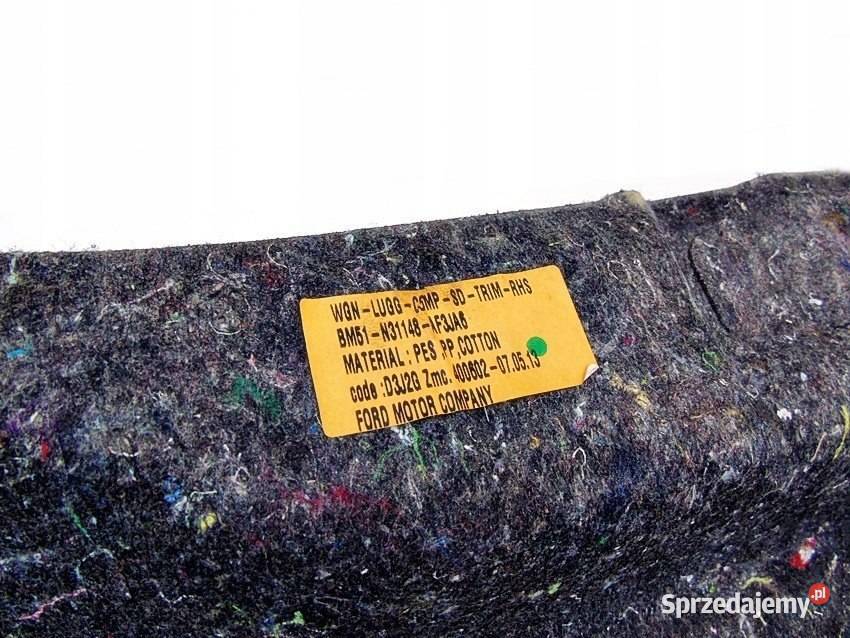 WGN-LUGG-COMP-SD-TRIM-RHS
BM51-N31148-AF3JA6
MATERIAL : PES,PP,COTTON
code :D3J2G Zmc. 400602-07.05.13
FORD MOTOR COMPANY
Sprzedajemy.pl